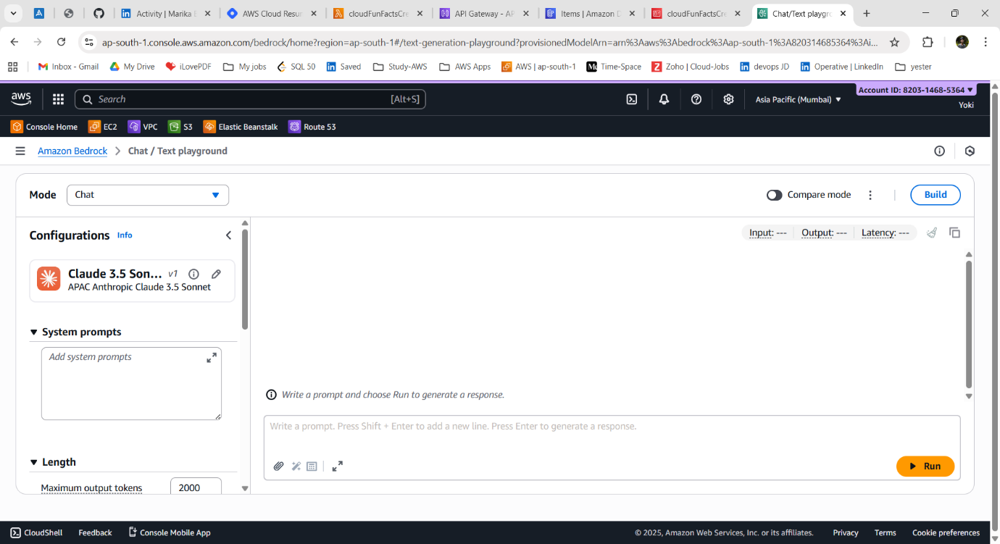 Activity | Marika B
AWS Cloud Resum
cloudFunFactsCre
API Gateway - AP
Items | Amazon D
cloudFunFactsCre
Chat/Text playgro
ap-south-1.console.aws.amazon.com/bedrock/home?region=ap-south-1#/text-generation-playground?provisionedModelArn=arn%3Aaws%3Abedrock%3Aap-south-1%3A820314685364%3Ai...
Inbox - Gmail
My Drive
iLovePDF
My jobs
SQL 50
Saved
Study-AWS
AWS Apps
AWS | ap-south-1
Time-Space
Zoho | Cloud-Jobs
devops JD
Operative | LinkedIn
yester
aws
Search
[Alt+S]
Asia Pacific (Mumbai)
Account ID: 8203-1468-5364
Yoki
Console Home
EC2
VPC
S3
Elastic Beanstalk
Route 53
Amazon Bedrock
Chat / Text playground
Mode
Chat
Compare mode
Build
Configurations
Info
Input: ---
Output: ---
Latency: ---
Claude 3.5 Son... v1
APAC Anthropic Claude 3.5 Sonnet
System prompts
Add system prompts
Write a prompt and choose Run to generate a response.
Write a prompt. Press Shift + Enter to add a new line. Press Enter to generate a response.
Run
Length
Maximum output tokens
2000
CloudShell
Feedback
Console Mobile App
© 2025, Amazon Web Services, Inc. or its affiliates.
Privacy
Terms
Cookie preferences